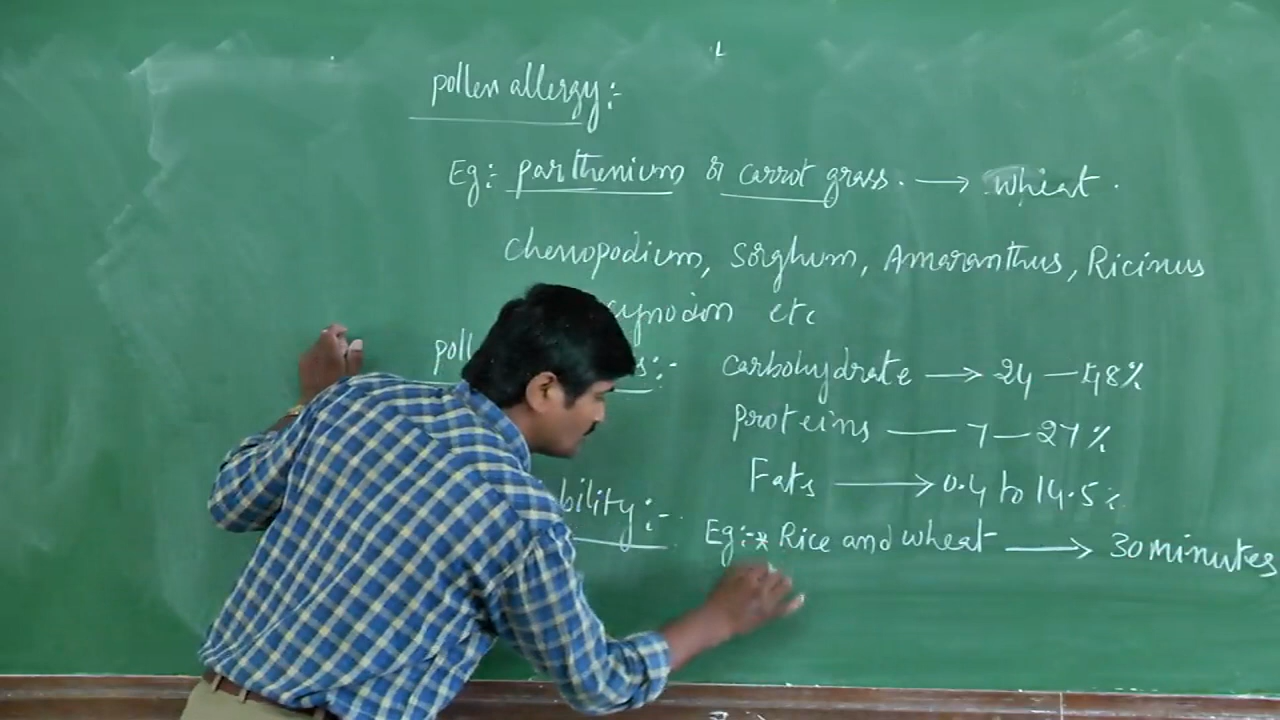 pollen allergy:-
Eg:- parthenium & carrot grass. → wheat.
Chenopodium, Sorghum, Amaranthus, Ricinus
cynodon etc
Carbohydrate → 24 — 48%
proteins — 7 — 27%
Fats → 0.4 to 14.5%
bility:- Eg:-* Rice and wheat → 30 minutes